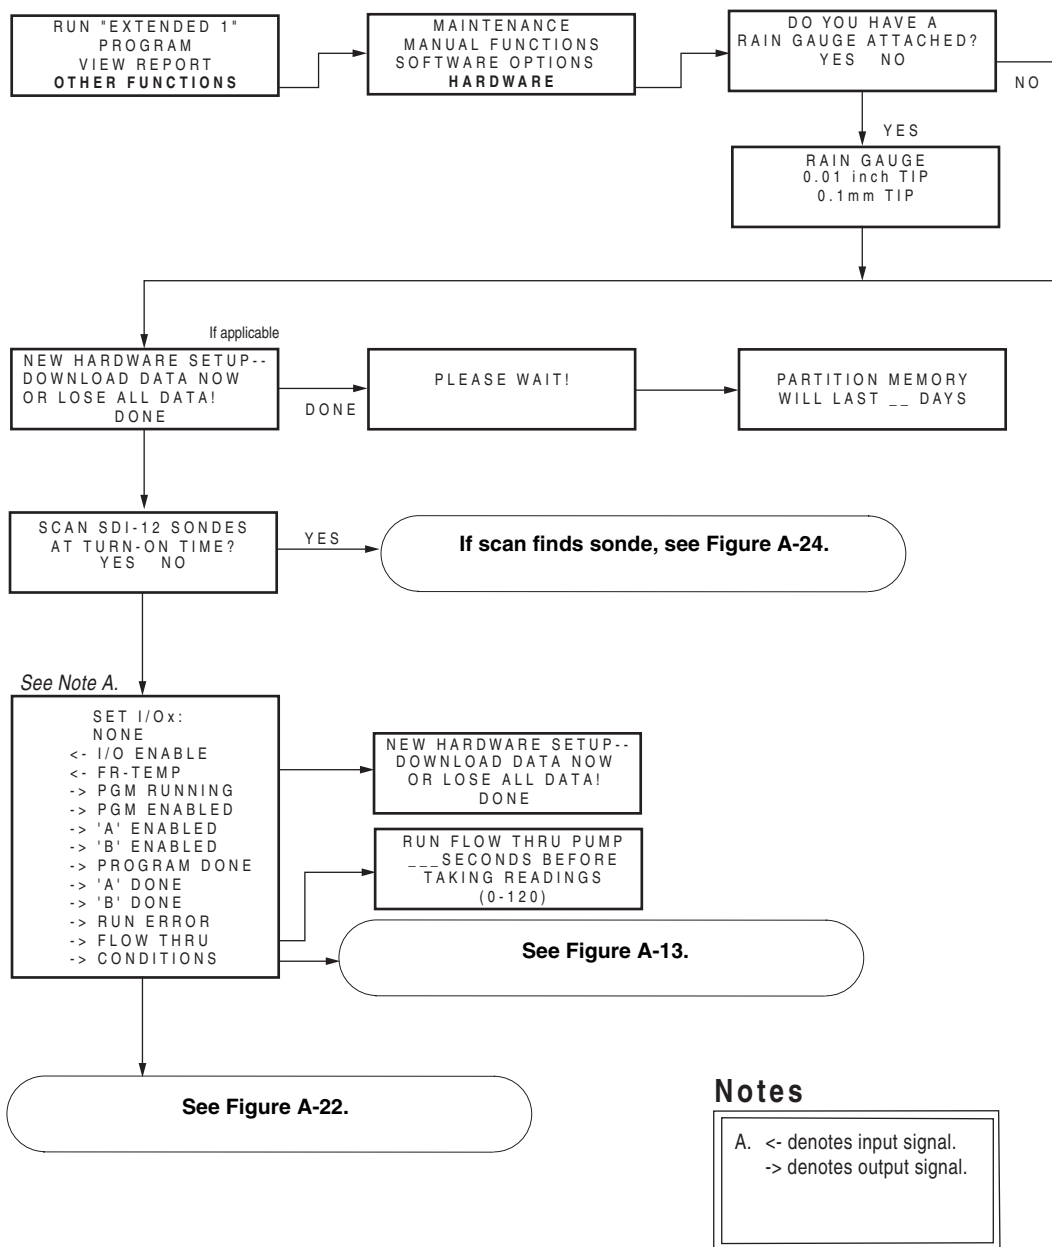 RUN "EXTENDED 1"
PROGRAM
VIEW REPORT
OTHER FUNCTIONS
MAINTENANCE
MANUAL FUNCTIONS
SOFTWARE OPTIONS
HARDWARE
DO YOU HAVE A
RAIN GAUGE ATTACHED?
YES NO
NO
YES
RAIN GAUGE
0.01 inch TIP
0.1mm TIP
If applicable
NEW HARDWARE SETUP--
DOWNLOAD DATA NOW
OR LOSE ALL DATA!
DONE
DONE
PLEASE WAIT!
PARTITION MEMORY
WILL LAST __ DAYS
SCAN SDI-12 SONDES
AT TURN-ON TIME?
YES NO
YES
If scan finds sonde, see Figure A-24.
See Note A.
SET I/Ox:
NONE
<- I/O ENABLE
<- FR-TEMP
-> PGM RUNNING
-> PGM ENABLED
-> 'A' ENABLED
-> 'B' ENABLED
-> PROGRAM DONE
-> 'A' DONE
-> 'B' DONE
-> RUN ERROR
-> FLOW THRU
-> CONDITIONS
NEW HARDWARE SETUP--
DOWNLOAD DATA NOW
OR LOSE ALL DATA!
DONE
RUN FLOW THRU PUMP
___SECONDS BEFORE
TAKING READINGS
(0-120)
See Figure A-13.
See Figure A-22.
Notes
A. <- denotes input signal.
-> denotes output signal.